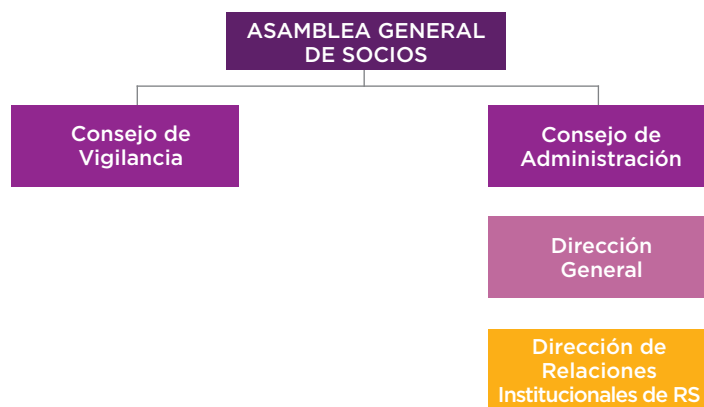 ASAMBLEA GENERAL
DE SOCIOS
Consejo de
Vigilancia
Consejo de
Administración
Dirección
General
Dirección de
Relaciones
Institucionales de RS